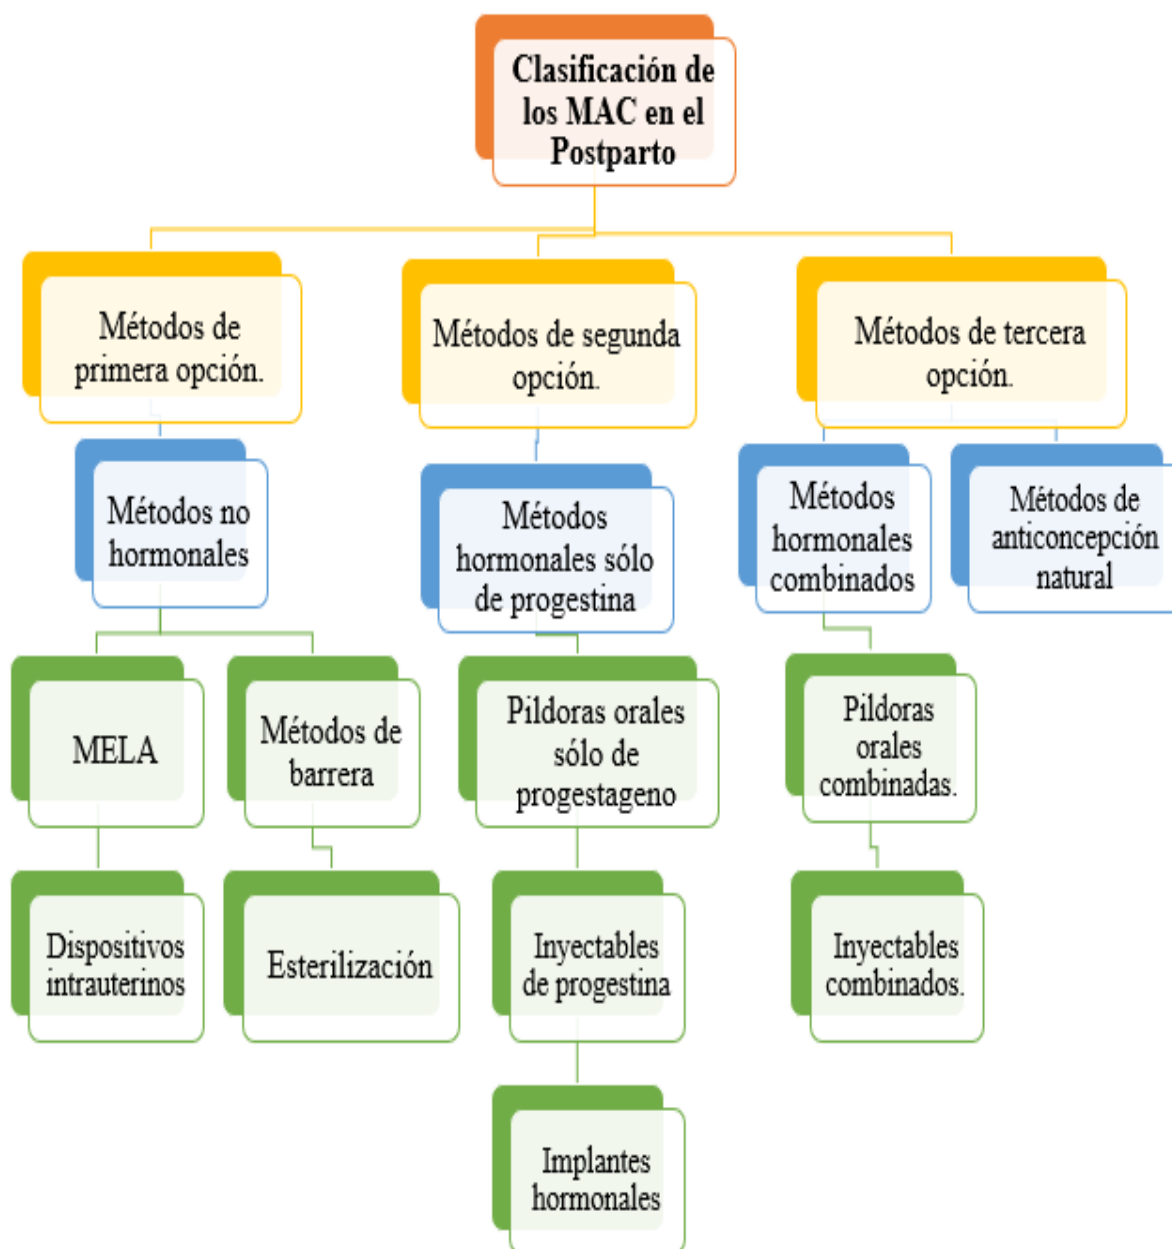 Clasificación de
los MAC en el
Postparto
Métodos de
primera opción.
Métodos de segunda
opción.
Métodos de tercera
opción.
Métodos no
hormonales
Métodos
hormonales sólo
de progestina
Métodos
hormonales
combinados
Métodos de
anticoncepción
natural
MELA
Métodos de
barrera
Pildoras orales
sólo de
progestageno
Pildoras
orales
combinadas.
Dispositivos
intrauterinos
Esterilización
Inyectables
de progestina
Inyectables
combinados.
Implantes
hormonales